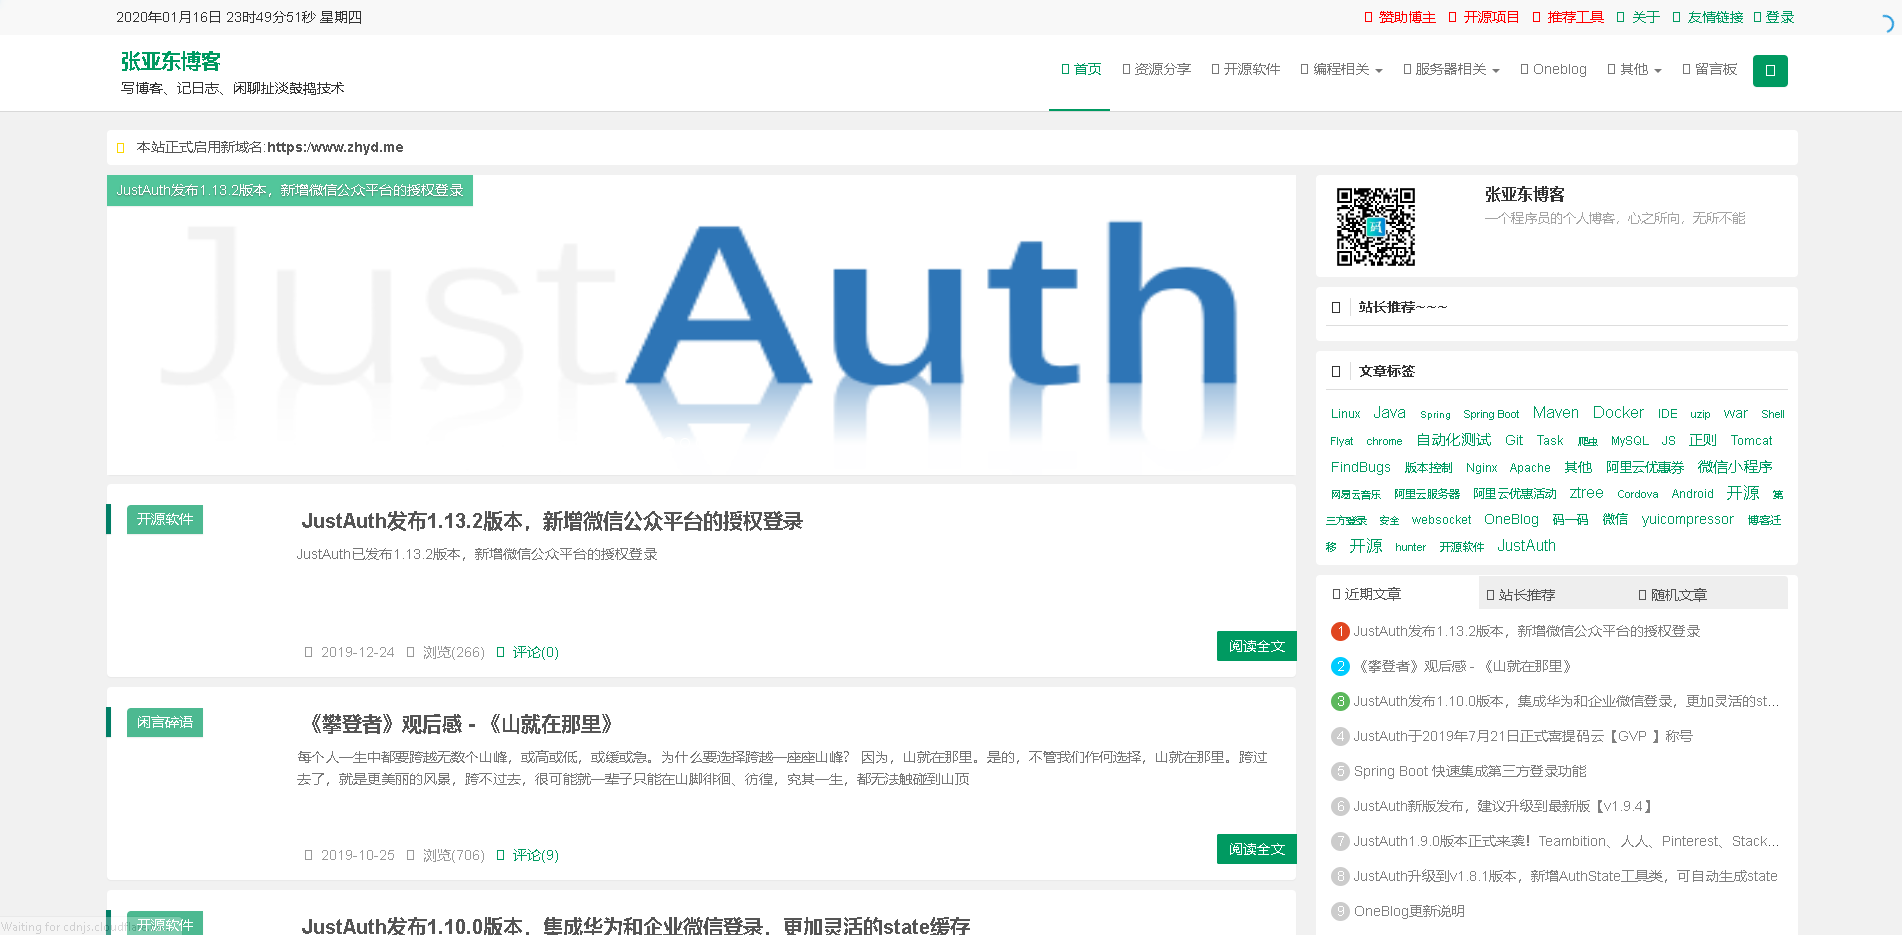 2020年01月16日 23时49分51秒 星期四
赞助博主 开源项目 推荐工具 关于 友情链接 登录
张亚东博客
写博客、记日志、闲聊扯淡鼓捣技术
首页 资源分享 开源软件 编程相关 服务器相关 Oneblog 其他 留言板
本站正式启用新域名:https:/www.zhyd.me
JustAuth发布1.13.2版本，新增微信公众平台的授权登录
JustAuth
开源软件
JustAuth发布1.13.2版本，新增微信公众平台的授权登录
JustAuth已发布1.13.2版本，新增微信公众平台的授权登录
2019-12-24 浏览(266) 评论(0)
阅读全文
闲言碎语
《攀登者》观后感 - 《山就在那里》
每个人一生中都要跨越无数个山峰，或高或低，或缓或急。为什么要选择跨越一座座山峰？ 因为，山就在那里。是的，不管我们作何选择，山就在那里。跨过
去了，就是更美丽的风景，跨不过去，很可能就一辈子只能在山脚徘徊、彷徨，究其一生，都无法触碰到山顶
2019-10-25 浏览(706) 评论(9)
阅读全文
开源软件
JustAuth发布1.10.0版本，集成华为和企业微信登录，更加灵活的state缓存
Waiting for cdnjs.cloudfla
张亚东博客
一个程序员的个人博客，心之所向，无所不能
站长推荐~~~
文章标签
Linux Java Spring Spring Boot Maven Docker IDE uzip war Shell
Flyat chrome 自动化测试 Git Task 爬虫 MySQL JS 正则 Tomcat
FindBugs 版本控制 Nginx Apache 其他 阿里云优惠券 微信小程序
网易云音乐 阿里云服务器 阿里云优惠活动 ztree Cordova Android 开源 第
三方登录 安全 websocket OneBlog 码一码 微信 yuicompressor 博客迁
移 开源 hunter 开源软件 JustAuth
近期文章 站长推荐 随机文章
1 JustAuth发布1.13.2版本，新增微信公众平台的授权登录
2 《攀登者》观后感 - 《山就在那里》
3 JustAuth发布1.10.0版本，集成华为和企业微信登录，更加灵活的st...
4 JustAuth于2019年7月21日正式喜提码云【GVP 】称号
5 Spring Boot 快速集成第三方登录功能
6 JustAuth新版发布，建议升级到最新版【v1.9.4】
7 JustAuth1.9.0版本正式来袭！Teambition、人人、Pinterest、Stack...
8 JustAuth升级到v1.8.1版本，新增AuthState工具类，可自动生成state
9 OneBlog更新说明